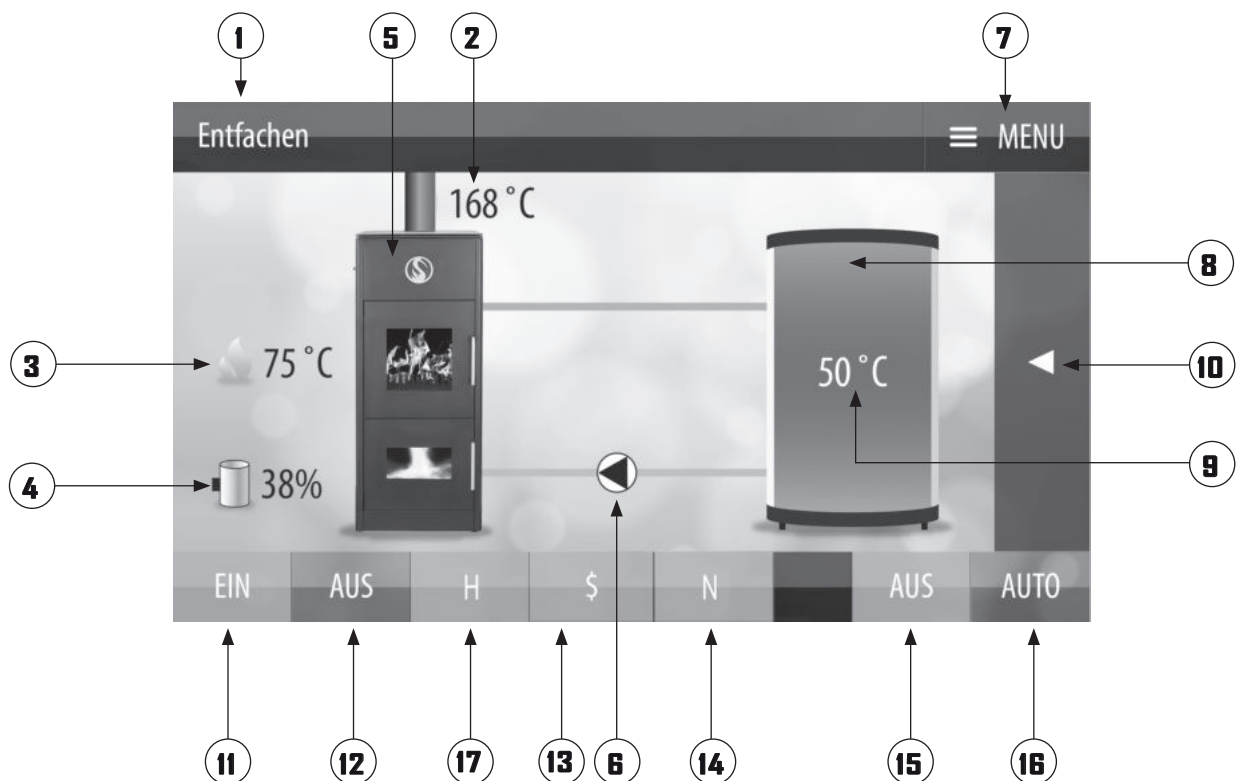 1 5 2 7
Entfachen ≡ MENU
168 °C
8
3 75 °C 50 °C 10
4 38% 9
EIN AUS H $ N AUS AUTO
11 12 17 13 6 14 15 16